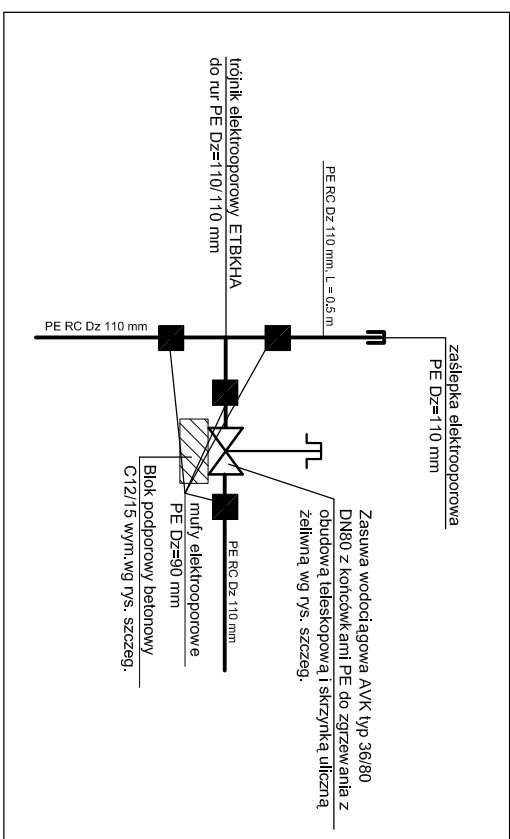 zaślepka elektrooporowa
PE Dz=110 mm
Zasuwa wodociągowa AVK typ 36/80
DN80 z końcówkami PE do zgrzewania z
obudową teleskopową i skrzynką uliczną
żeliwną wg rys. szczeg.
PE RC Dz 110 mm, L = 0.5 m
trójnik elektrooporowy ETBKHA
do rur PE Dz=110/110 mm
PE RC Dz 110 mm
PE RC Dz 110 mm
mufy elektrooporowe
PE Dz=90 mm
Blok podporowy betonowy
C12/15 wym.wg rys. szczeg.